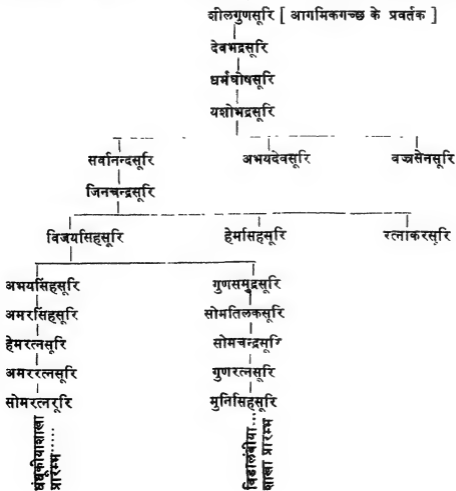 शीलगुणसूरि [ आगमिकगच्छ के प्रवर्तक ]
देवभद्रसूरि
धर्मघोषसूरि
यशोभद्रसूरि
सर्वानन्दसूरि अभयदेवसूरि वज्रसेनसूरि
जिनचन्द्रसूरि
विजयसिंहसूरि हेमसिंहसूरि रत्नाकरसूरि
अभयसिंहसूरि गुणसमुद्रसूरि
अमरसिंहसूरि सोमतिलकसूरि
हेमरत्नसूरि सोमचन्द्रसूरि
अमररत्नसूरि गुणरत्नसूरि
सोमरत्नसूरि मुनिसिंहसूरि
धंधूकीयाशाखा......
प्रारम्भ
विडालंबीया...
शाखा प्रारम्भ